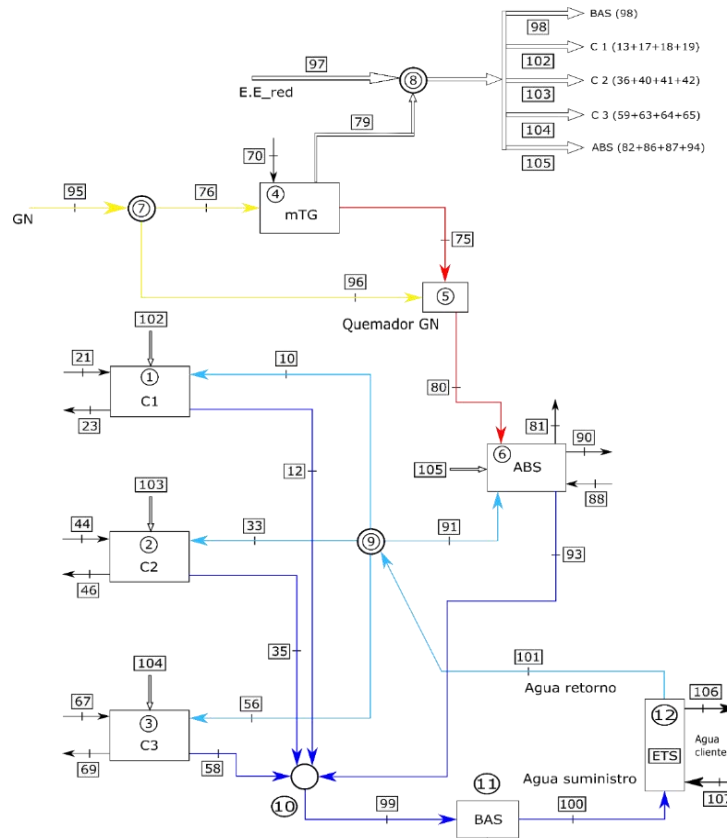 BAS (98)
98
C 1 (13+17+18+19)
97
102
8
C 2 (36+40+41+42)
E.E_red
103
79
C 3 (59+63+64+65)
104
70
ABS (82+86+87+94)
105
95
76
4
7
mTG
GN
75
96
5
Quemador GN
102
21
10
1
C1
80
23
81
90
6
ABS
12
105
88
103
44
33
91
2
9
93
C2
46
35
101
104
106
Agua retorno
67
56
12
3
C3
Agua
cliente
ETS
69
58
11
Agua suministro
107
10
99
BAS
100